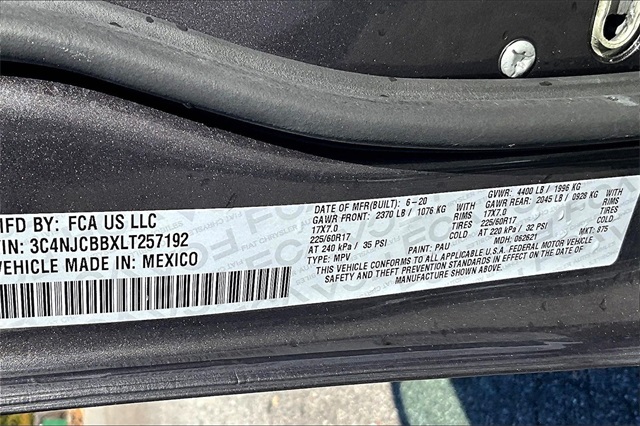 MFD BY: FCA US LLC
VIN: 3C4NJCBBXLT257192
VEHICLE MADE IN: MEXICO
DATE OF MFR(BUILT): 6-20
GAWR FRONT: 2370 LB / 1076 KG
17X7.0 RIMS
225/60R17 TIRES
AT 240 kPa / 35 PSI
TYPE: MPV PAINT: PAU
GVWR: 4400 LB / 1996 KG
GAWR REAR: 2045 LB / 0928 KG
17X7.0 RIMS
225/60R17 TIRES
AT 220 kPa / 32 PSI
MDH: 062621 MKT: 875
THIS VEHICLE CONFORMS TO ALL APPLICABLE U.S.A. FEDERAL MOTOR VEHICLE
SAFETY AND THEFT PREVENTION STANDARDS IN EFFECT ON THE DATE OF
MANUFACTURE SHOWN ABOVE.